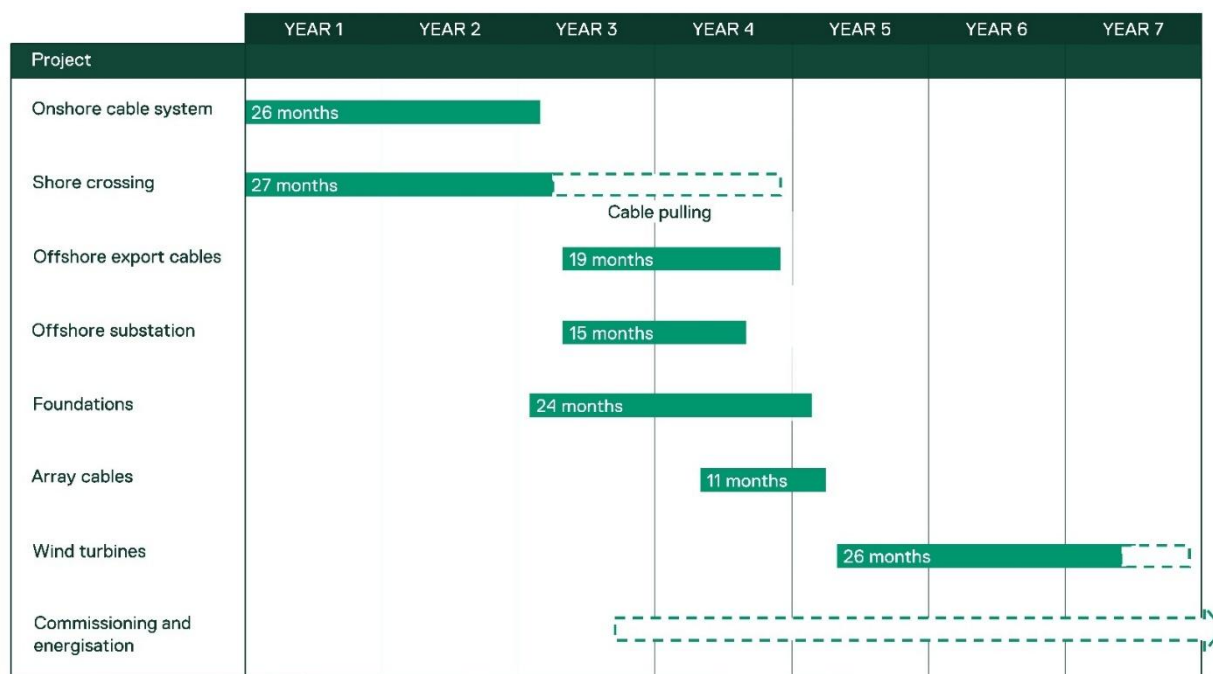 YEAR 1 YEAR 2 YEAR 3 YEAR 4 YEAR 5 YEAR 6 YEAR 7
Project
Onshore cable system 26 months
Shore crossing 27 months
Cable pulling
Offshore export cables 19 months
Offshore substation 15 months
Foundations 24 months
Array cables 11 months
Wind turbines 26 months
Commissioning and
energisation